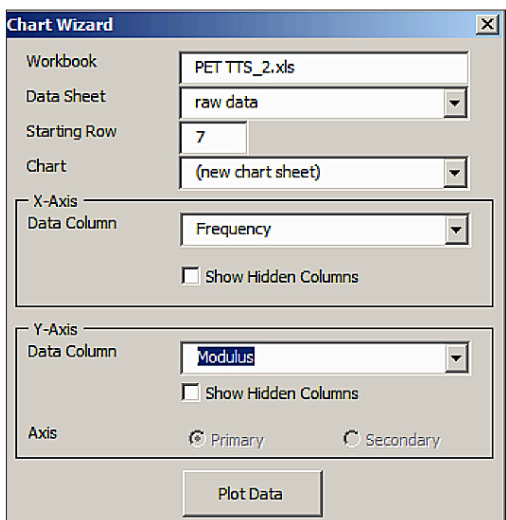 Chart Wizard
Workbook PET TTS_2.xls
Data Sheet raw data
Starting Row 7
Chart (new chart sheet)
X-Axis
Data Column Frequency
Show Hidden Columns
Y-Axis
Data Column Modulus
Show Hidden Columns
Axis Primary Secondary
Plot Data